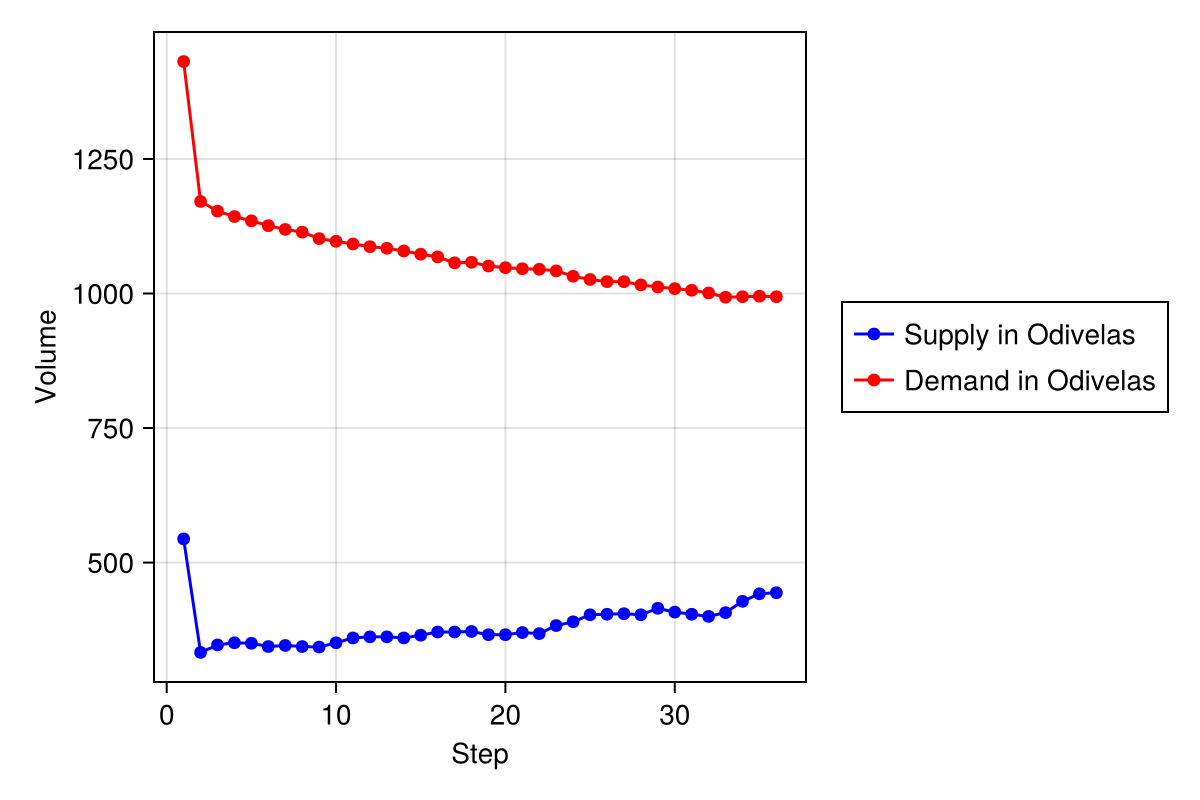 1250
1000
750
500
Volume
0 10 20 30
Step
Supply in Odivelas
Demand in Odivelas